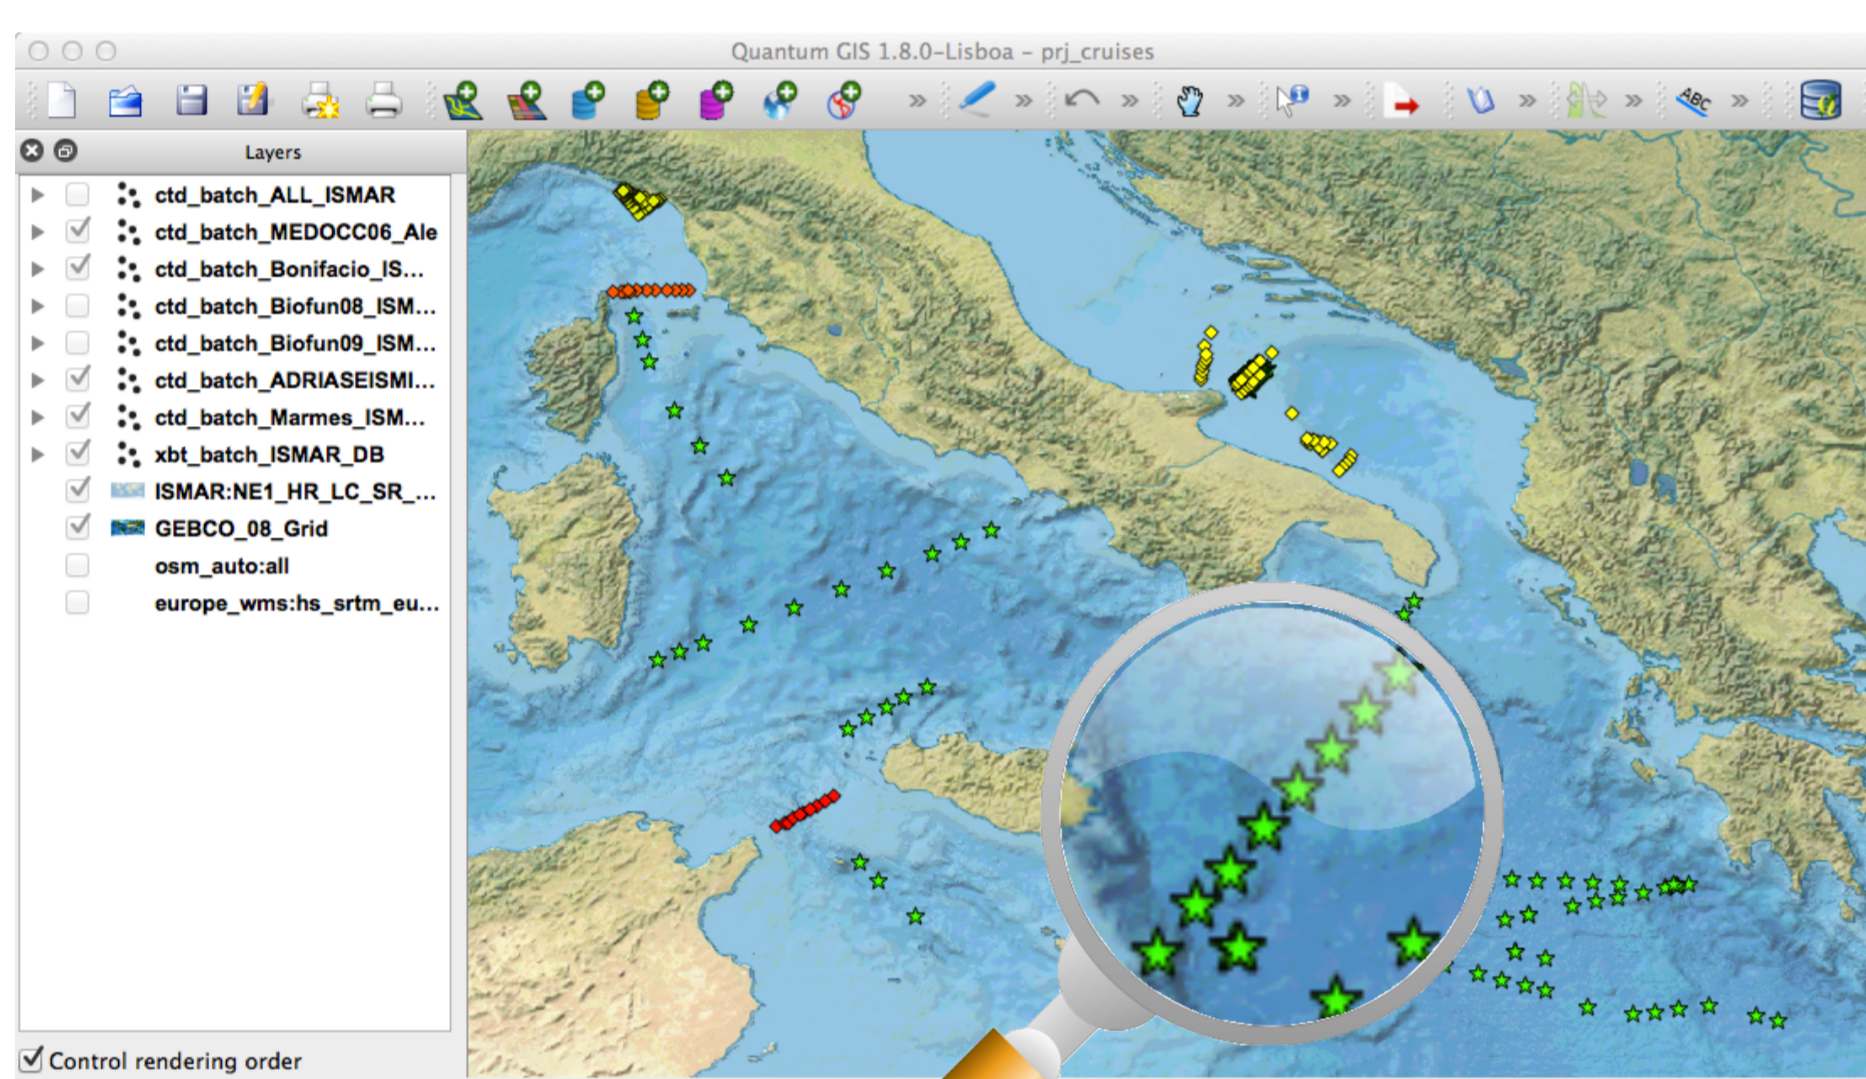 Quantum GIS 1.8.0-Lisboa - prj_cruises
ABC
Layers
ctd_batch_ALL_ISMAR
ctd_batch_MEDOCC06_Ale
ctd_batch_Bonifacio_IS...
ctd_batch_Biofun08_ISM...
ctd_batch_Biofun09_ISM...
ctd_batch_ADRIASEISMI...
ctd_batch_Marmes_ISM...
xbt_batch_ISMAR_DB
ISMAR:NE1_HR_LC_SR_...
GEBCO_08_Grid
osm_auto:all
europe_wms:hs_srtm_eu...
Control rendering order